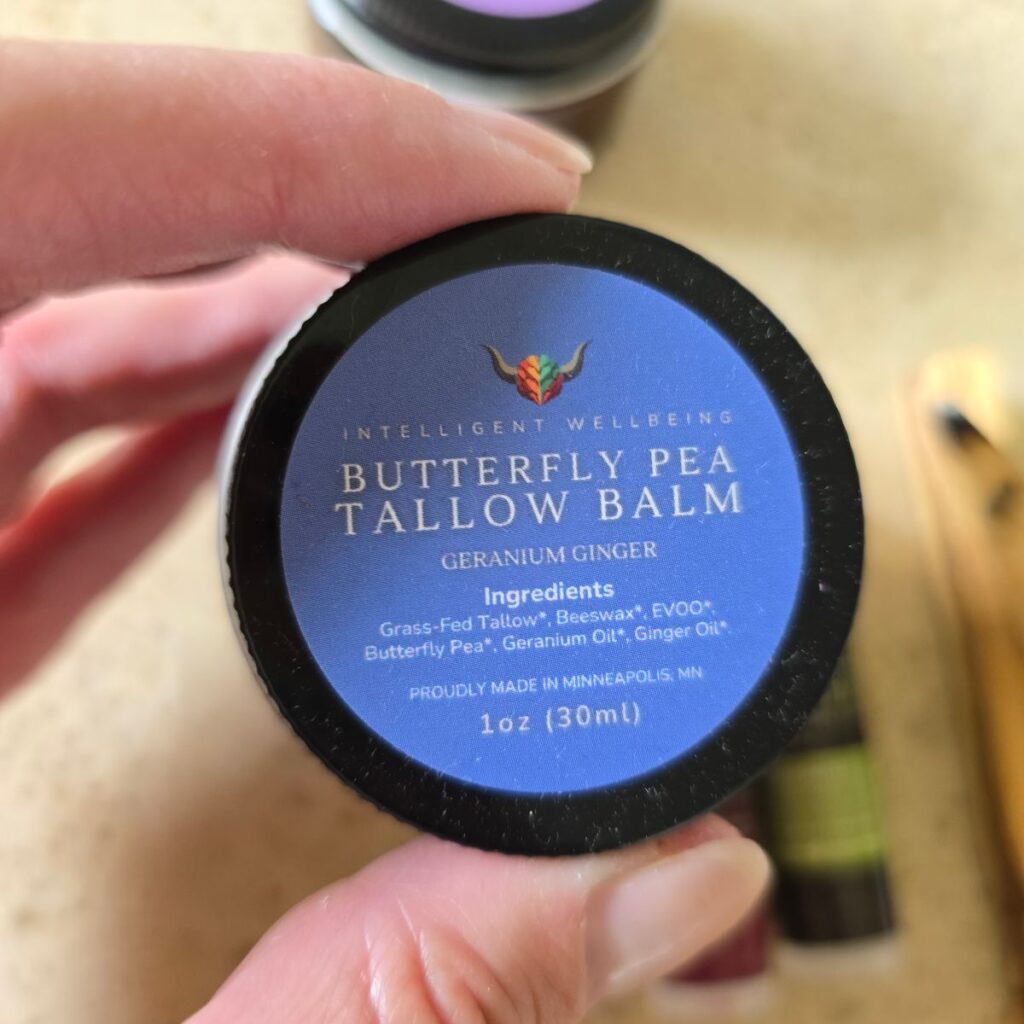 INTELLIGENT WELLBEING
BUTTERFLY PEA
TALLOW BALM
GERANIUM GINGER
Ingredients
Grass-Fed Tallow*, Beeswax*, EVOO*,
Butterfly Pea*, Geranium Oil*, Ginger Oil*.
PROUDLY MADE IN MINNEAPOLIS, MN
1oz (30ml)